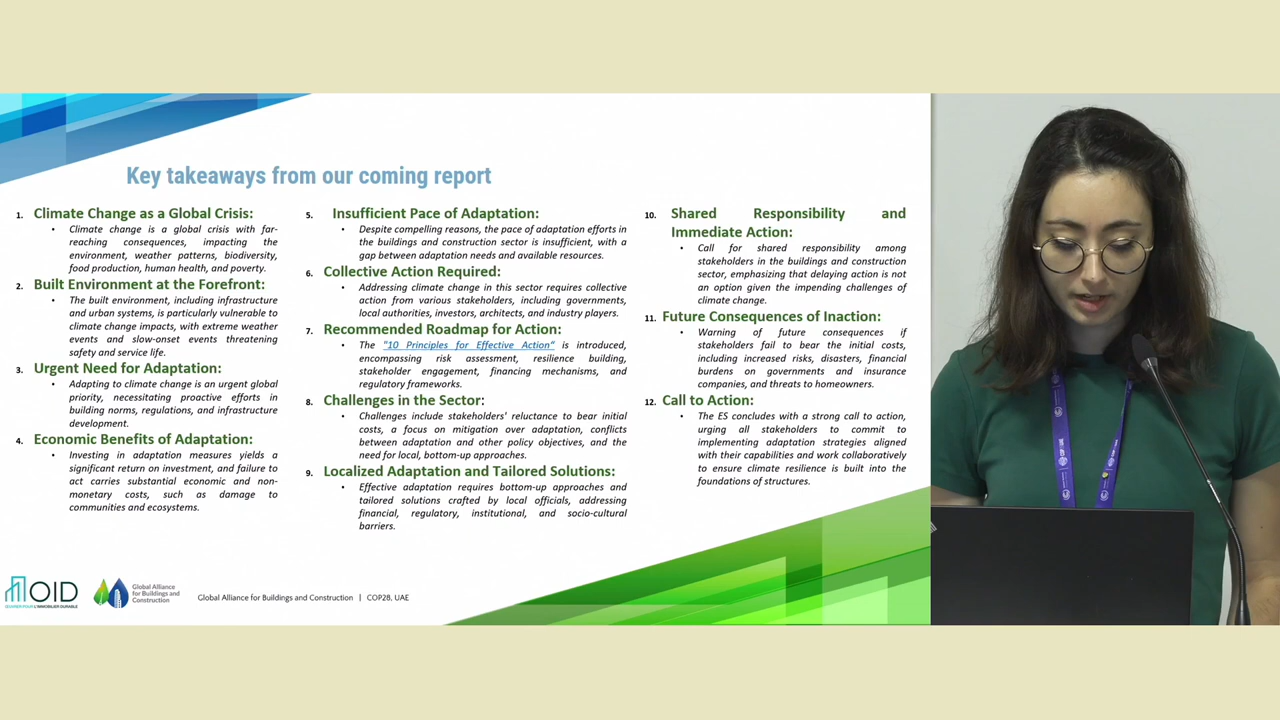 Key takeaways from our coming report
1. Climate Change as a Global Crisis:
• Climate change is a global crisis with far-
reaching consequences, impacting the
environment, weather patterns, biodiversity,
food production, human health, and poverty.
2. Built Environment at the Forefront:
• The built environment, including infrastructure
and urban systems, is particularly vulnerable to
climate change impacts, with extreme weather
events and slow-onset events threatening
safety and service life.
3. Urgent Need for Adaptation:
• Adapting to climate change is an urgent global
priority, necessitating proactive efforts in
building norms, regulations, and infrastructure
development.
4. Economic Benefits of Adaptation:
• Investing in adaptation measures yields a
significant return on investment, and failure to
act carries substantial economic and non-
monetary costs, such as damage to
communities and ecosystems.
5. Insufficient Pace of Adaptation:
• Despite compelling reasons, the pace of adaptation efforts in
the buildings and construction sector is insufficient, with a
gap between adaptation needs and available resources.
6. Collective Action Required:
• Addressing climate change in this sector requires collective
action from various stakeholders, including governments,
local authorities, investors, architects, and industry players.
7. Recommended Roadmap for Action:
• The "10 Principles for Effective Action" is introduced,
encompassing risk assessment, resilience building,
stakeholder engagement, financing mechanisms, and
regulatory frameworks.
8. Challenges in the Sector:
• Challenges include stakeholders' reluctance to bear initial
costs, a focus on mitigation over adaptation, conflicts
between adaptation and other policy objectives, and the
need for local, bottom-up approaches.
9. Localized Adaptation and Tailored Solutions:
• Effective adaptation requires bottom-up approaches and
tailored solutions crafted by local officials, addressing
financial, regulatory, institutional, and socio-cultural
barriers.
10. Shared Responsibility and
Immediate Action:
• Call for shared responsibility among
stakeholders in the buildings and construction
sector, emphasizing that delaying action is not
an option given the impending challenges of
climate change.
11. Future Consequences of Inaction:
• Warning of future consequences if
stakeholders fail to bear the initial costs,
including increased risks, disasters, financial
burdens on governments and insurance
companies, and threats to homeowners.
12. Call to Action:
• The ES concludes with a strong call to action,
urging all stakeholders to commit to
implementing adaptation strategies aligned
with their capabilities and work collaboratively
to ensure climate resilience is built into the
foundations of structures.
OID
Global Alliance
for Buildings and
Construction
Global Alliance for Buildings and Construction | COP28, UAE